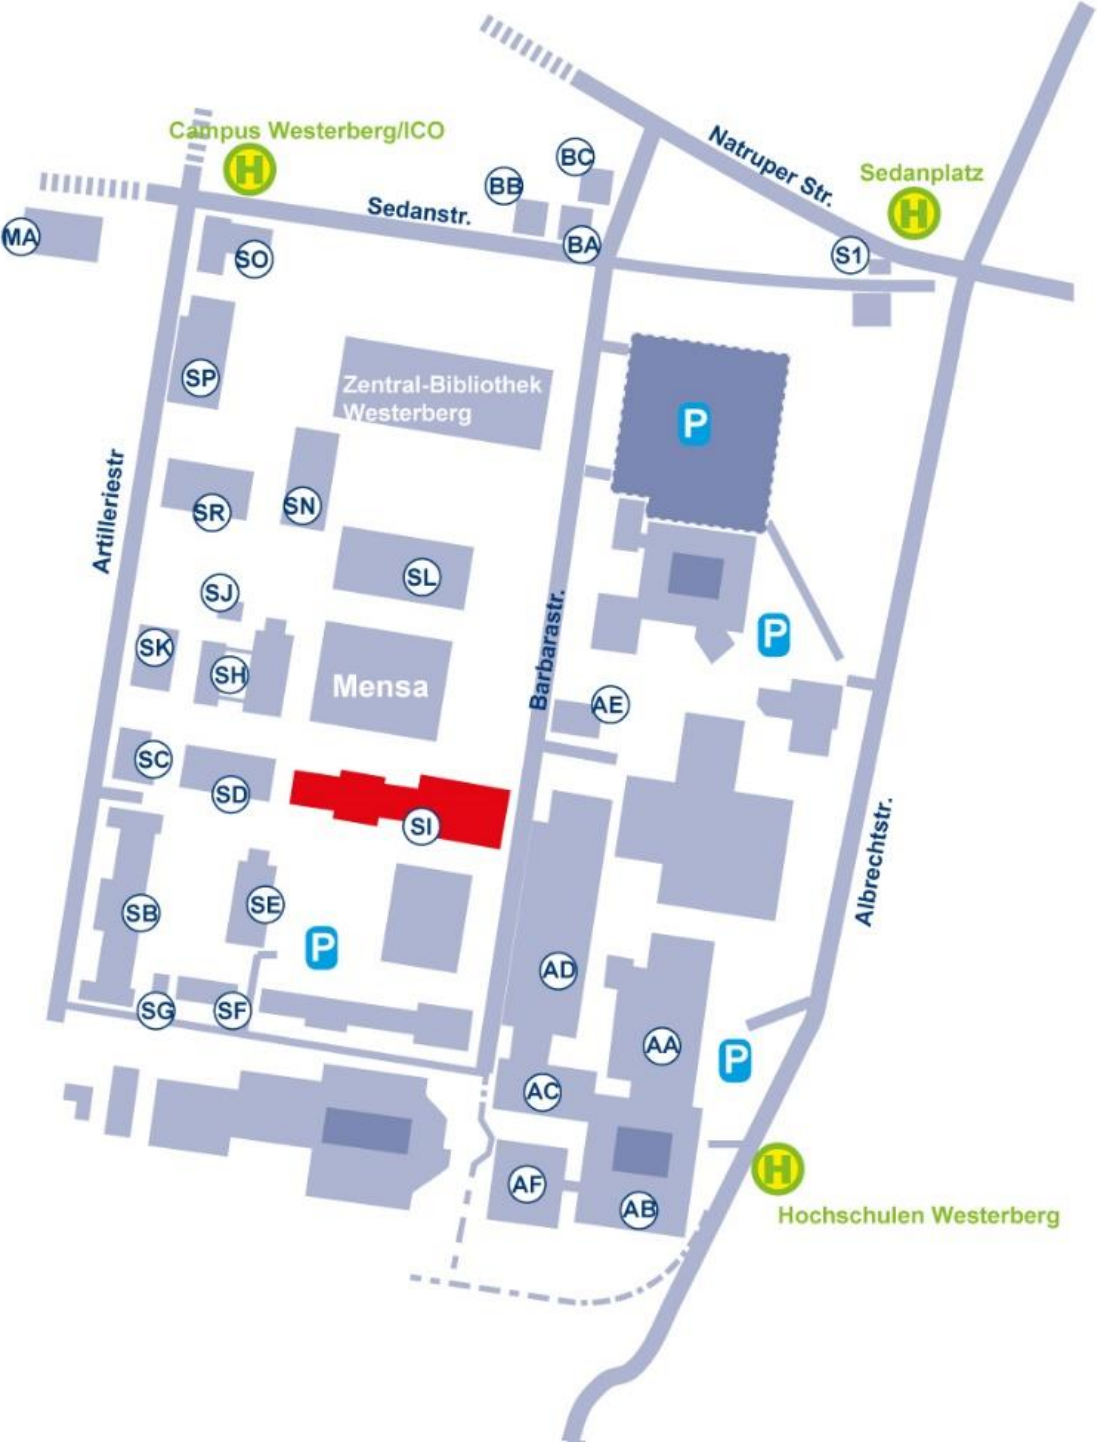 Campus Westerberg/ICO
H
Natruper Str.
Sedanplatz
H
BC
BB
Sedanstr.
MA
SO
BA
S1
SP
Zentral-Bibliothek
Westerberg
P
Artilleriestr
SR
SN
SL
SJ
SK
SH
Mensa
Barbarastr.
P
AE
SC
SD
SI
Albrechtstr.
SB
SE
P
AD
SG
SF
AA
P
AC
AF
AB
H
Hochschulen Westerberg